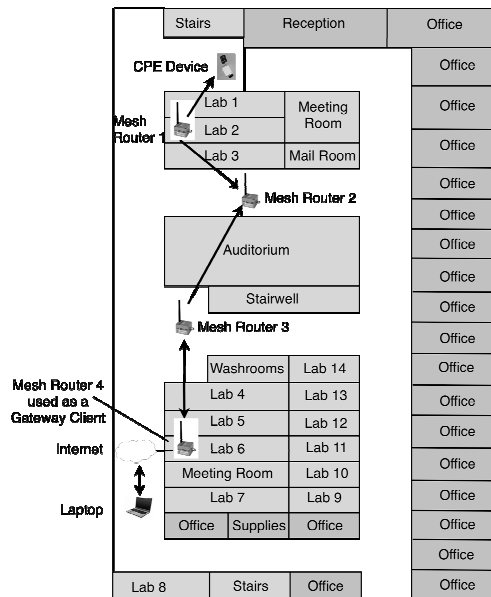 Stairs
Reception
Office
CPE Device
Office
Lab 1
Meeting
Room
Office
Mesh
Router 1
Lab 2
Office
Lab 3
Mail Room
Office
Mesh Router 2
Office
Auditorium
Office
Office
Stairwell
Office
Mesh Router 3
Office
Washrooms
Lab 14
Office
Mesh Router 4
used as a
Gateway Client
Lab 4
Lab 13
Office
Lab 5
Lab 12
Office
Internet
Lab 6
Lab 11
Office
Meeting Room
Lab 10
Office
Laptop
Lab 7
Lab 9
Office
Office
Supplies
Office
Office
Office
Lab 8
Stairs
Office
Office